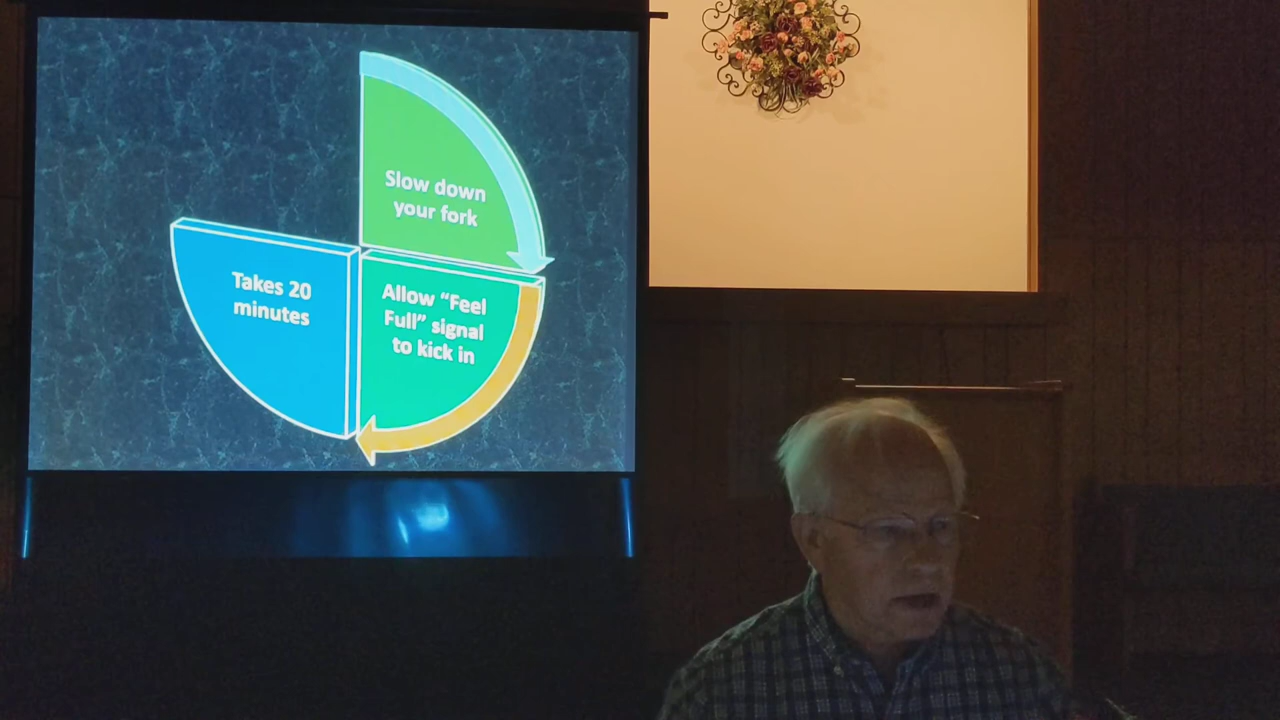 Slow down
your fork
Allow “Feel
Full” signal
to kick in
Takes 20
minutes